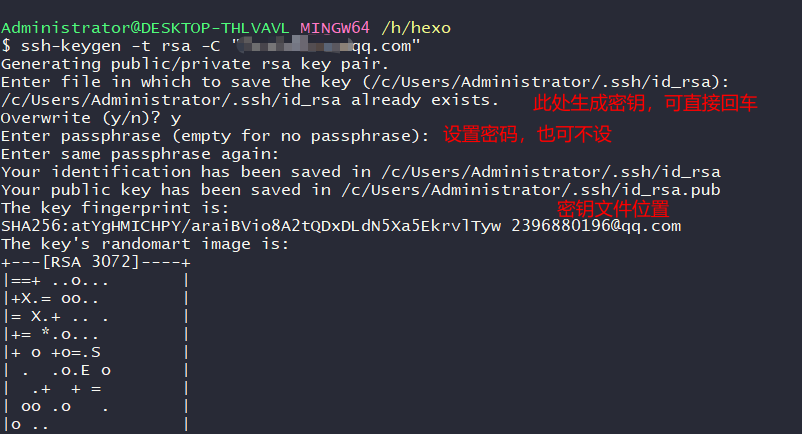 Administrator@DESKTOP-THLVAVL MINGW64 /h/hexo
$ ssh-keygen -t rsa -C "qq.com"
Generating public/private rsa key pair.
Enter file in which to save the key (/c/Users/Administrator/.ssh/id_rsa):
/c/Users/Administrator/.ssh/id_rsa already exists. 此处生成密钥，可直接回车
Overwrite (y/n)? y
Enter passphrase (empty for no passphrase): 设置密码，也可不设
Enter same passphrase again:
Your identification has been saved in /c/Users/Administrator/.ssh/id_rsa
Your public key has been saved in /c/Users/Administrator/.ssh/id_rsa.pub
The key fingerprint is: 密钥文件位置
SHA256:atYgHMICHPY/araiBVio8A2tQDxDLdN5Xa5EkrvlTyw 2396880196@qq.com
The key's randomart image is:
+---[RSA 3072]----+
|==+ ..o...       |
|+X.= oo..        |
|= X.+ .. .       |
|+= *.o...        |
|+ o +o=.S        |
| .  .o.E o       |
|  .+  + =        |
| oo .o   .       |
|o ..             |